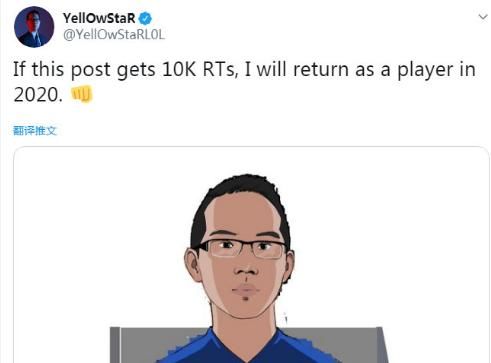 YellOwStaR
@YellOwStaRL0L
If this post gets 10K RTs, I will return as a player in
2020. 👊
翻译推文